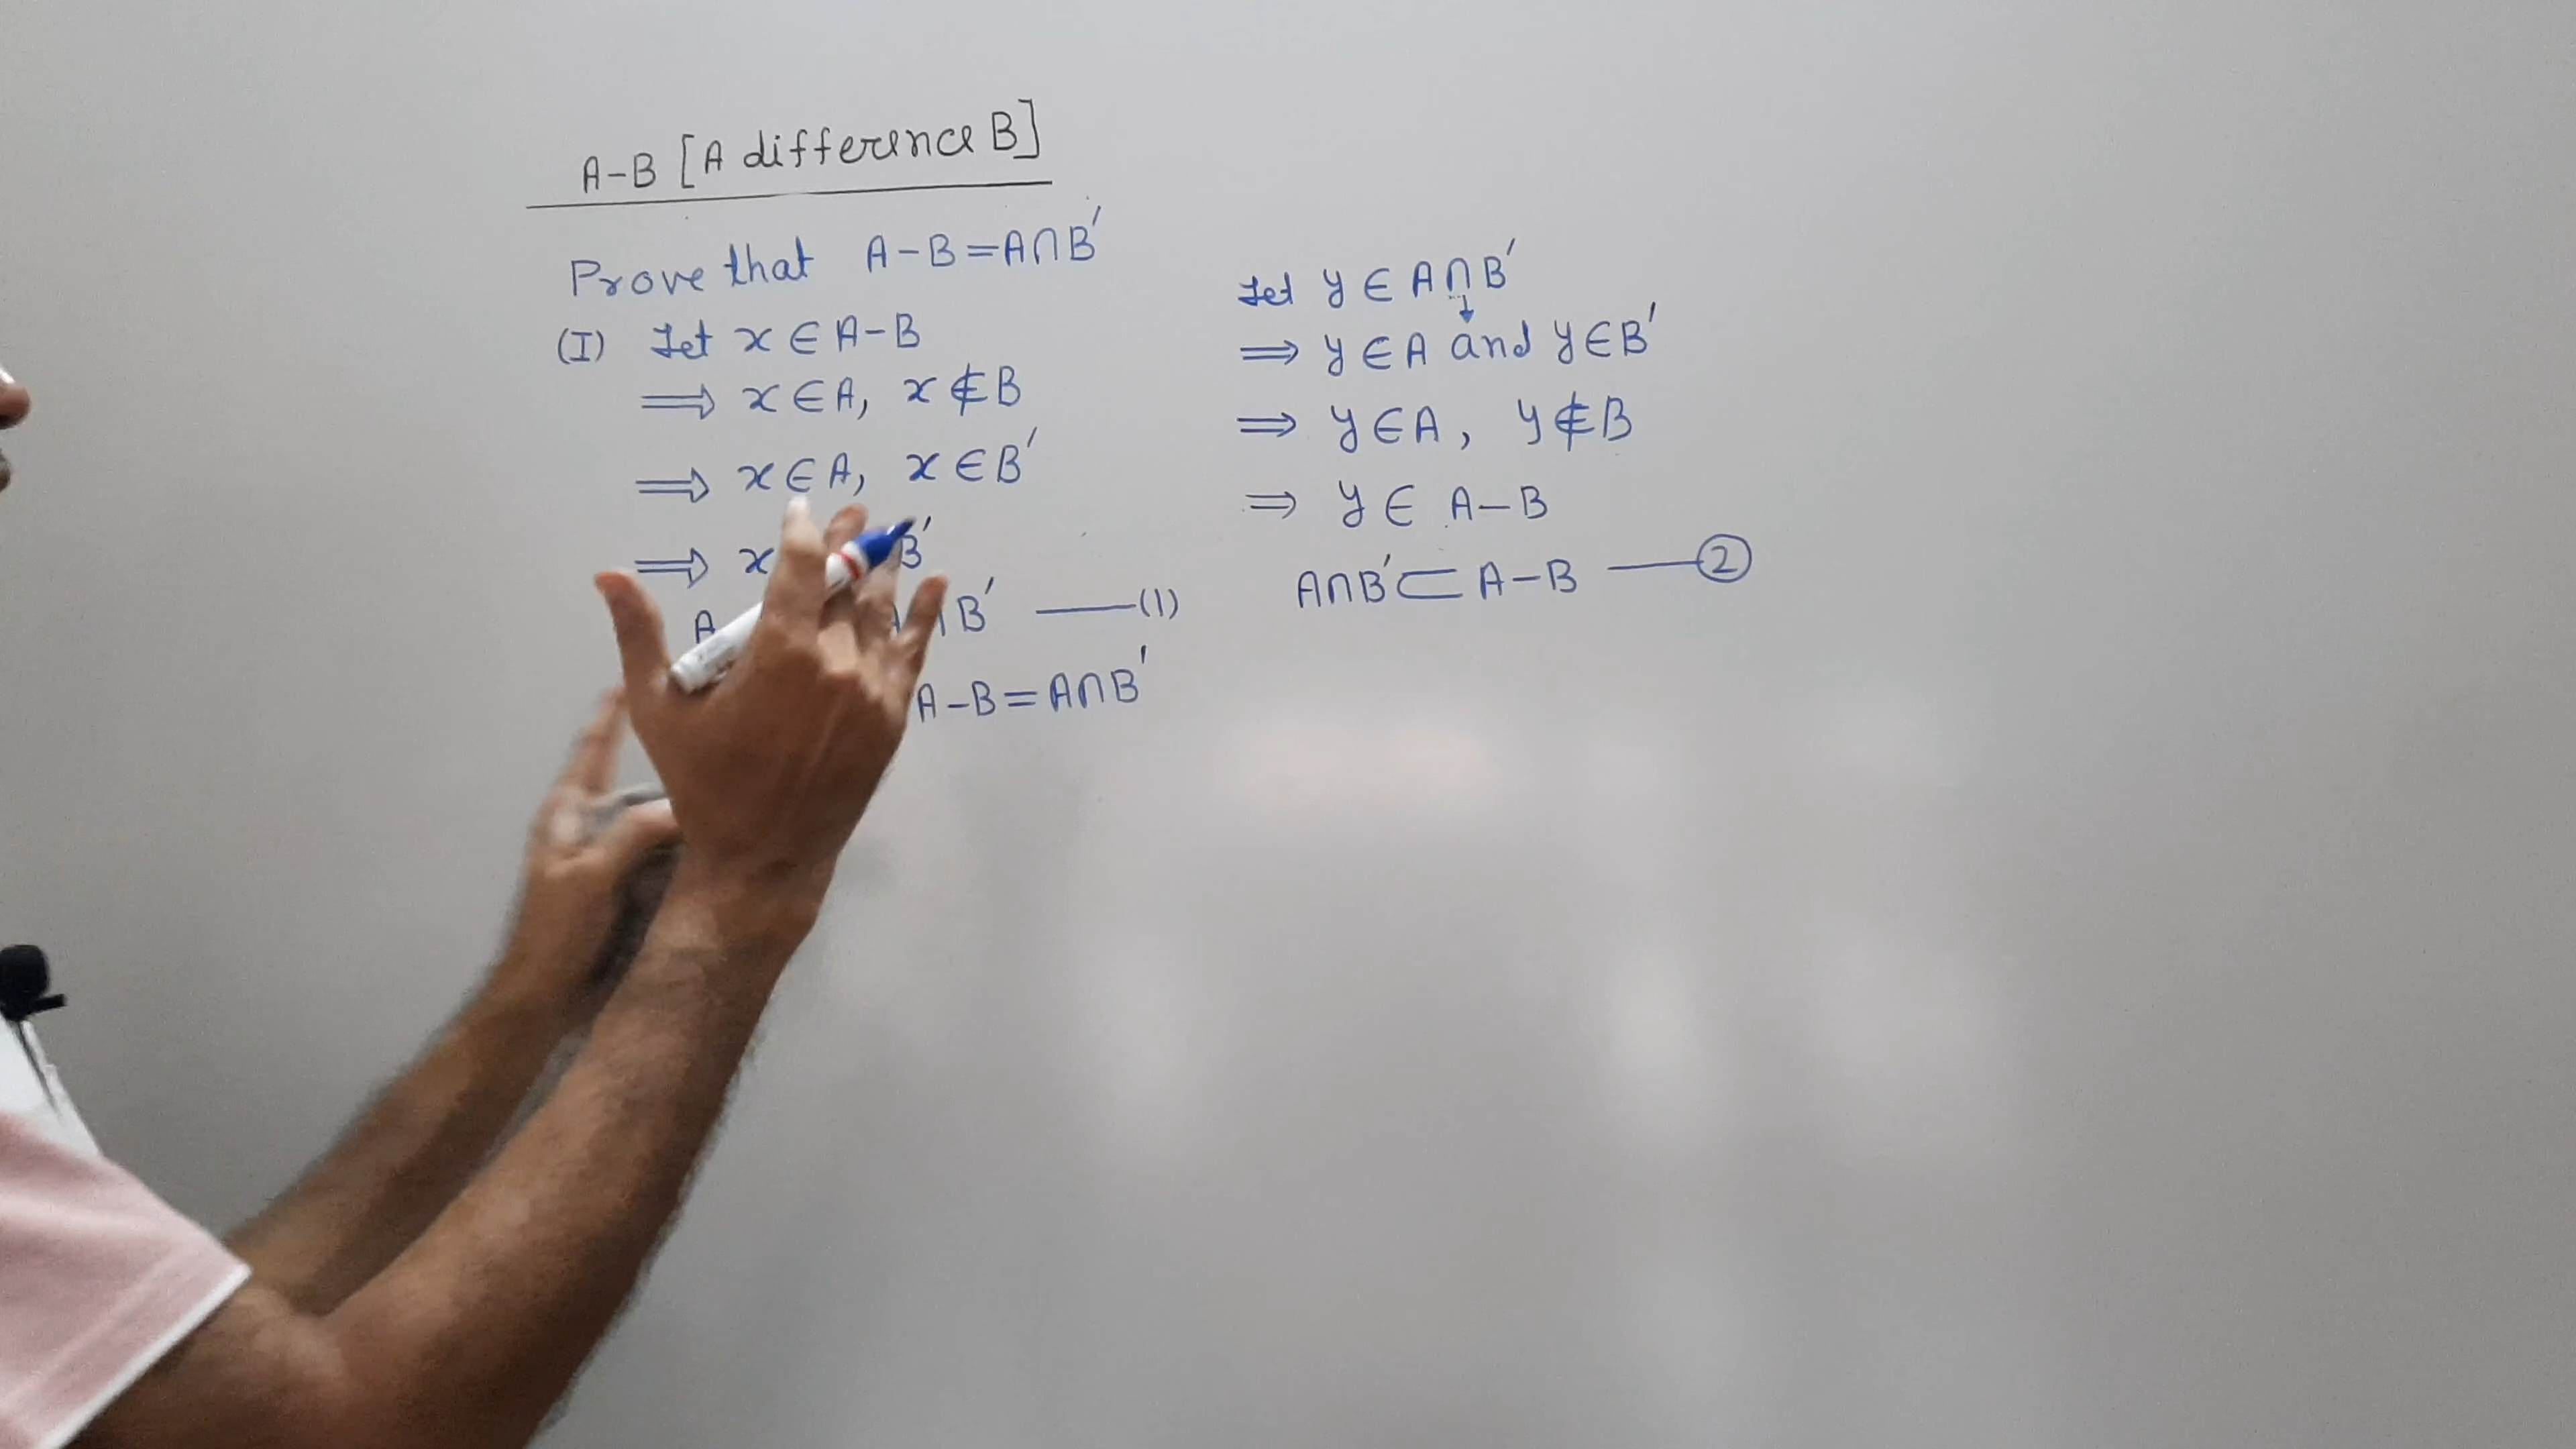 A-B [A difference B]
Prove that A-B=A∩B′
(I) Let x∈A-B
⟹ x∈A, x∉B
⟹ x∈A, x∈B′
⟹ x B′
A ∩B′ —(1)
A-B=A∩B′
Let y∈A∩B′
⟹ y∈A and y∈B′
⟹ y∈A, y∉B
⟹ y∈ A-B
A∩B′⊂A-B —②